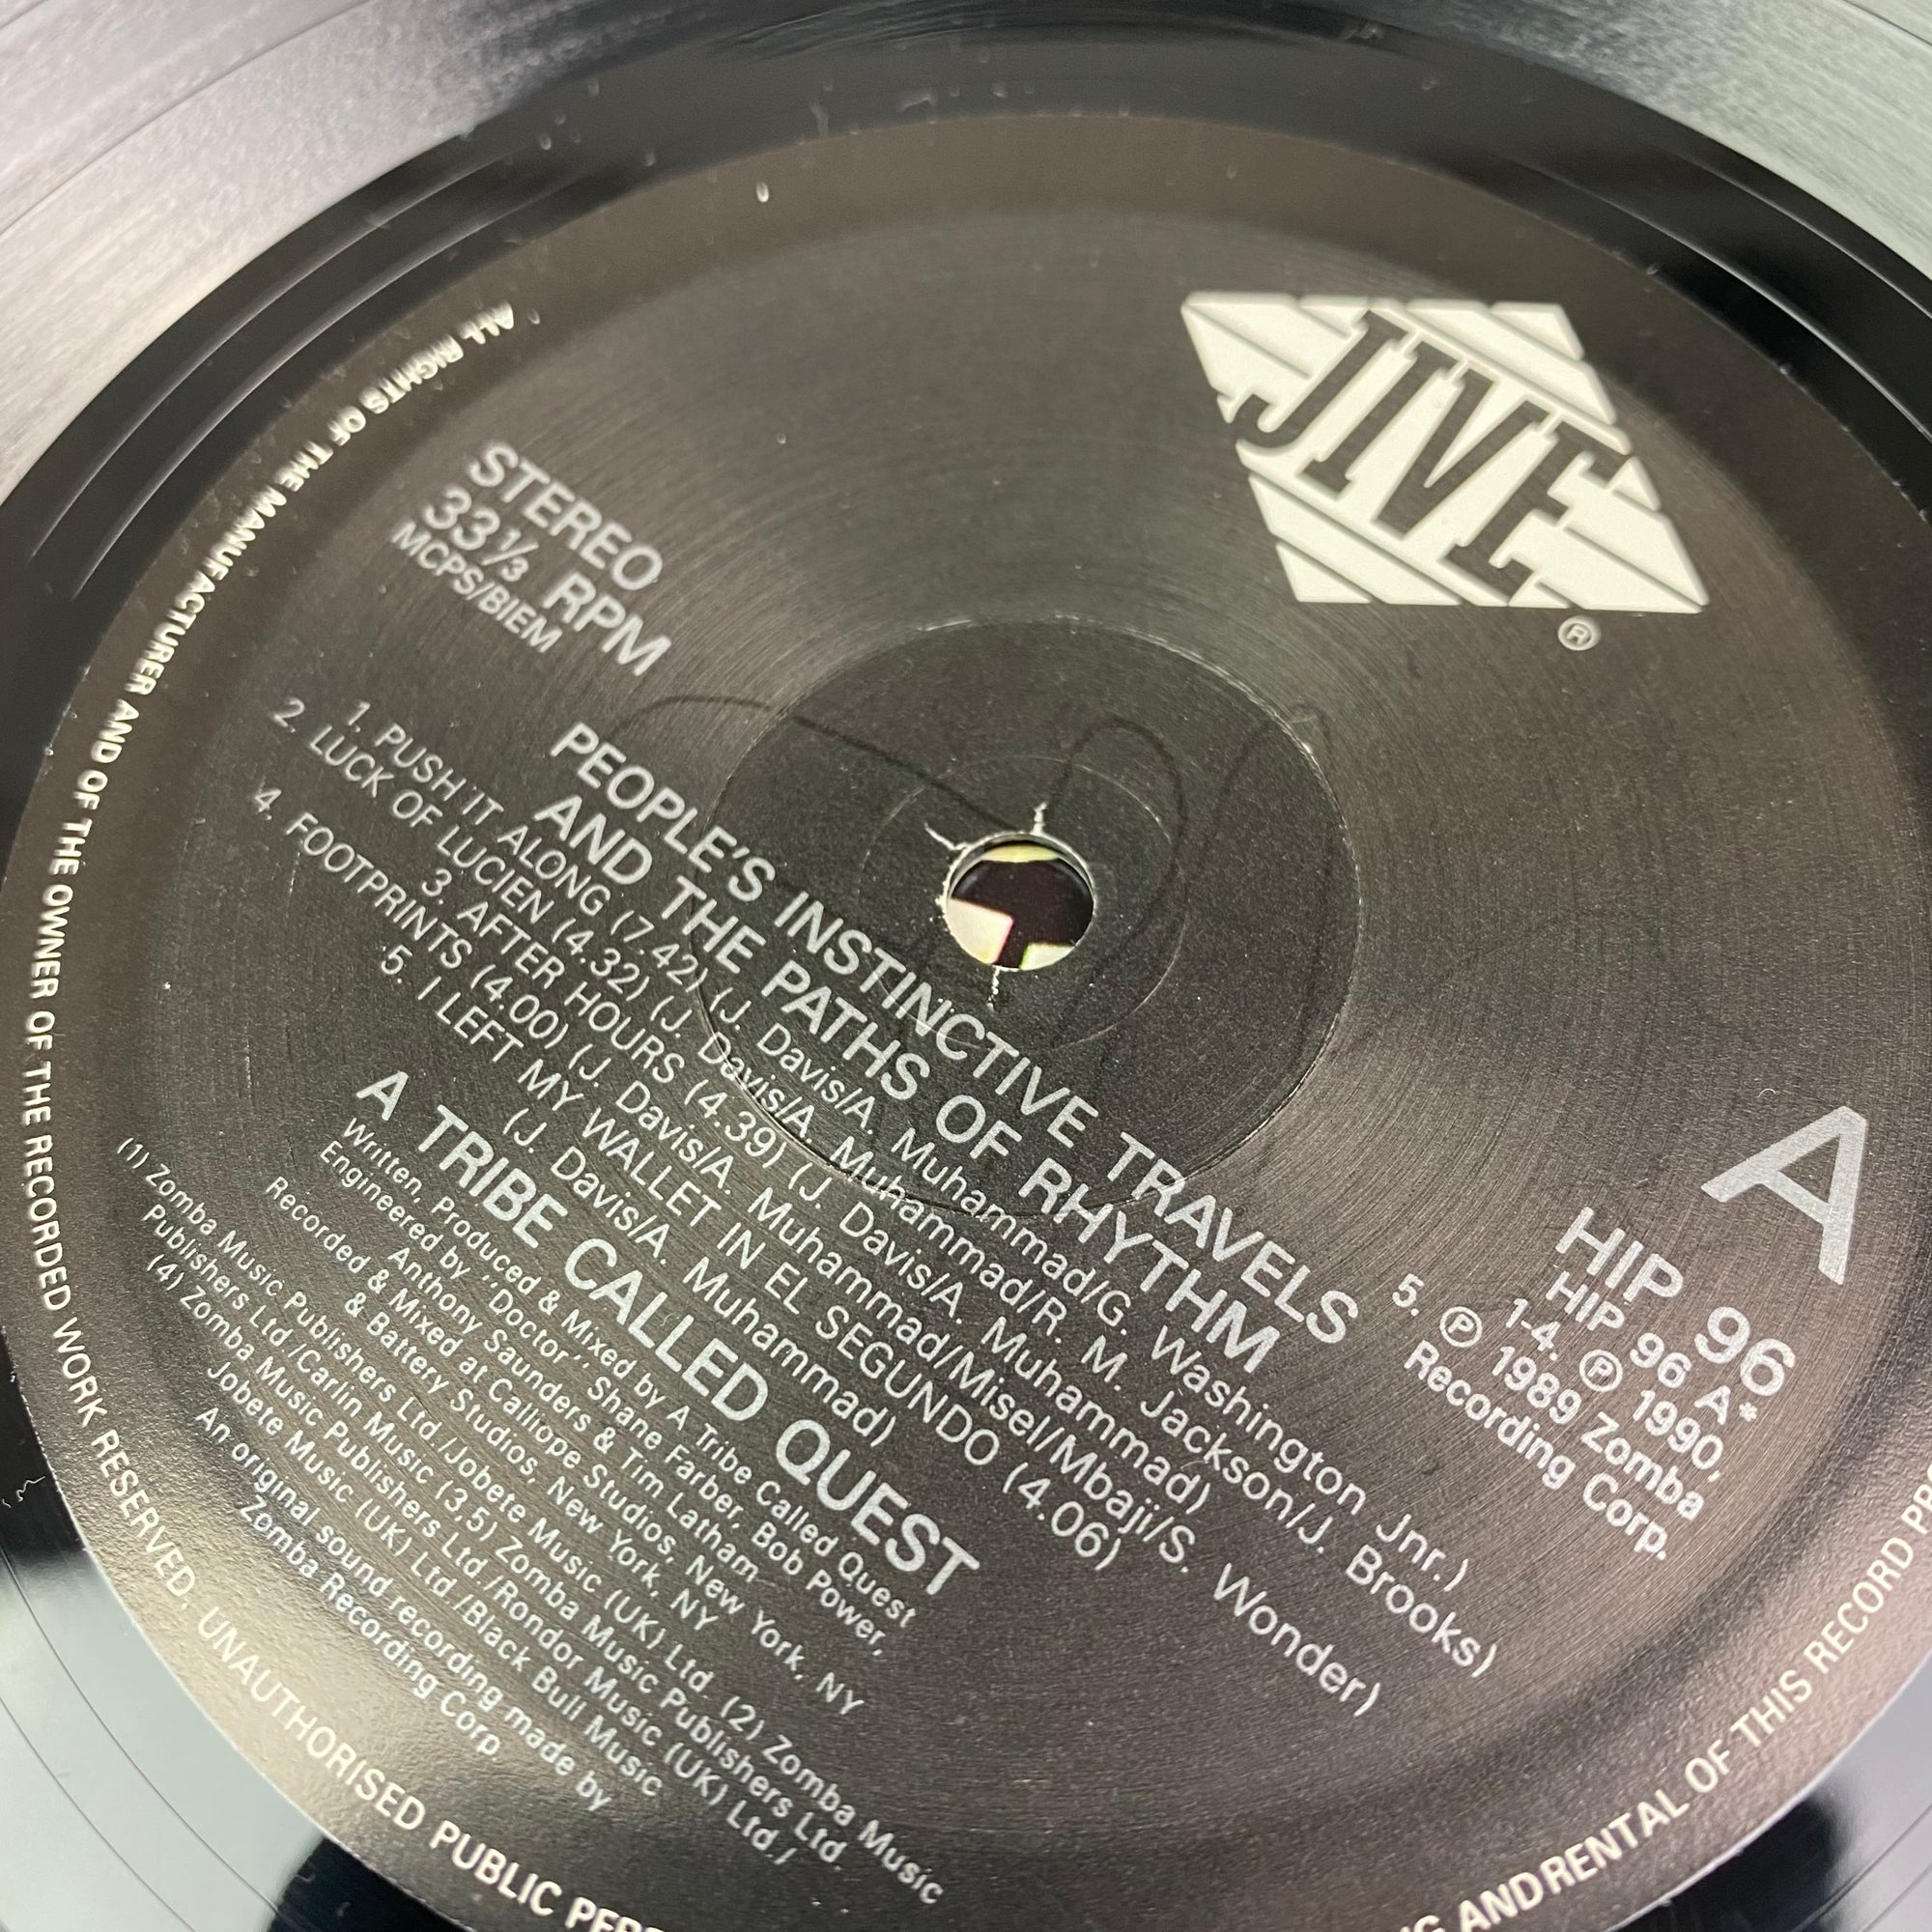 JIVE
®
STEREO
33⅓ RPM
MCPS/BIEM
A
HIP 96
HIP 96 A*
1-4. ℗ 1990,
5. ℗ 1989 Zomba
Recording Corp.
PEOPLE'S INSTINCTIVE TRAVELS
AND THE PATHS OF RHYTHM
1. PUSH IT ALONG (7.42) (J. Davis/A. Muhammad/G. Washington Jnr.)
2. LUCK OF LUCIEN (4.32) (J. Davis/A. Muhammad/R. M. Jackson/J. Brooks)
3. AFTER HOURS (4.39) (J. Davis/A. Muhammad)
4. FOOTPRINTS (4.00) (J. Davis/A. Muhammad/Misel/Mbaji/S. Wonder)
5. I LEFT MY WALLET IN EL SEGUNDO (4.06)
(J. Davis/A. Muhammad)
A TRIBE CALLED QUEST
Written, Produced & Mixed by A Tribe Called Quest
Engineered by "Doctor", Shane Farber, Bob Power,
Anthony Saunders & Tim Latham
Recorded & Mixed at Calliope Studios, New York, NY
& Battery Studios, New York, NY
(1) Zomba Music Publishers Ltd./Jobete Music (UK) Ltd. (2) Zomba Music
Publishers Ltd/Carlin Music (3,5) Zomba Music Publishers Ltd.
(4) Zomba Music Publishers Ltd/Rondor Music (UK) Ltd./
Jobete Music (UK) Ltd/Black Bull Music
An original sound recording made by
Zomba Recording Corp.
ALL RIGHTS OF THE MANUFACTURER AND OF THE OWNER OF THE RECORDED WORK RESERVED. UNAUTHORISED PUBLIC
AND RENTAL OF THIS RECORD